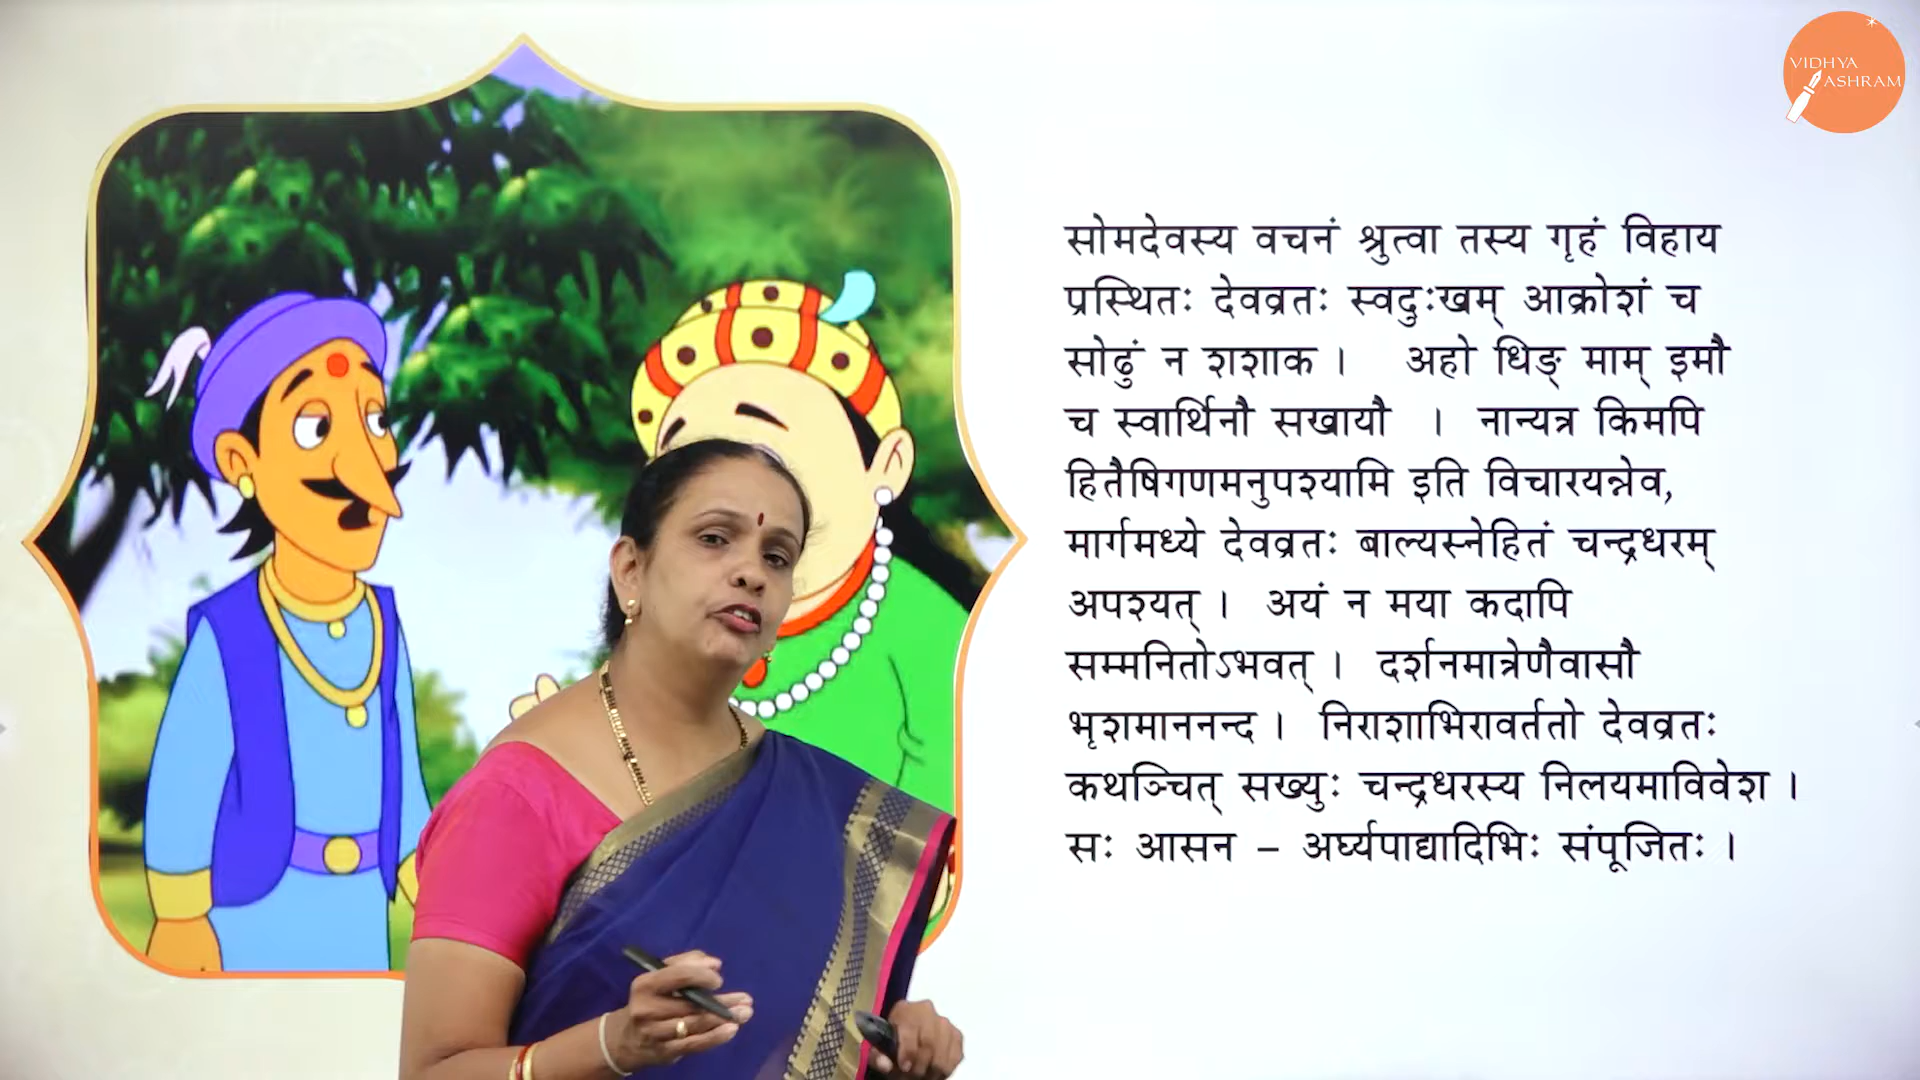 VIDHYA
ASHRAM
सोमदेवस्य वचनं श्रुत्वा तस्य गृहं विहाय
प्रस्थितः देवव्रतः स्वदुःखम् आक्रोशं च
सोढुं न शशाक । अहो धिङ् माम् इमौ
च स्वार्थिनौ सखायौ । नान्यत्र किमपि
हितैषिगणमनुपश्यामि इति विचारयन्नेव,
मार्गमध्ये देवव्रतः बाल्यस्नेहितं चन्द्रधरम्
अपश्यत् । अयं न मया कदापि
सम्मनितोऽभवत् । दर्शनमात्रेणैवासौ
भृशमाननन्द । निराशाभिरावर्ततो देवव्रतः
कथञ्चित् सख्युः चन्द्रधरस्य निलयमाविवेश ।
सः आसन – अर्घ्यपाद्यादिभिः संपूजितः ।